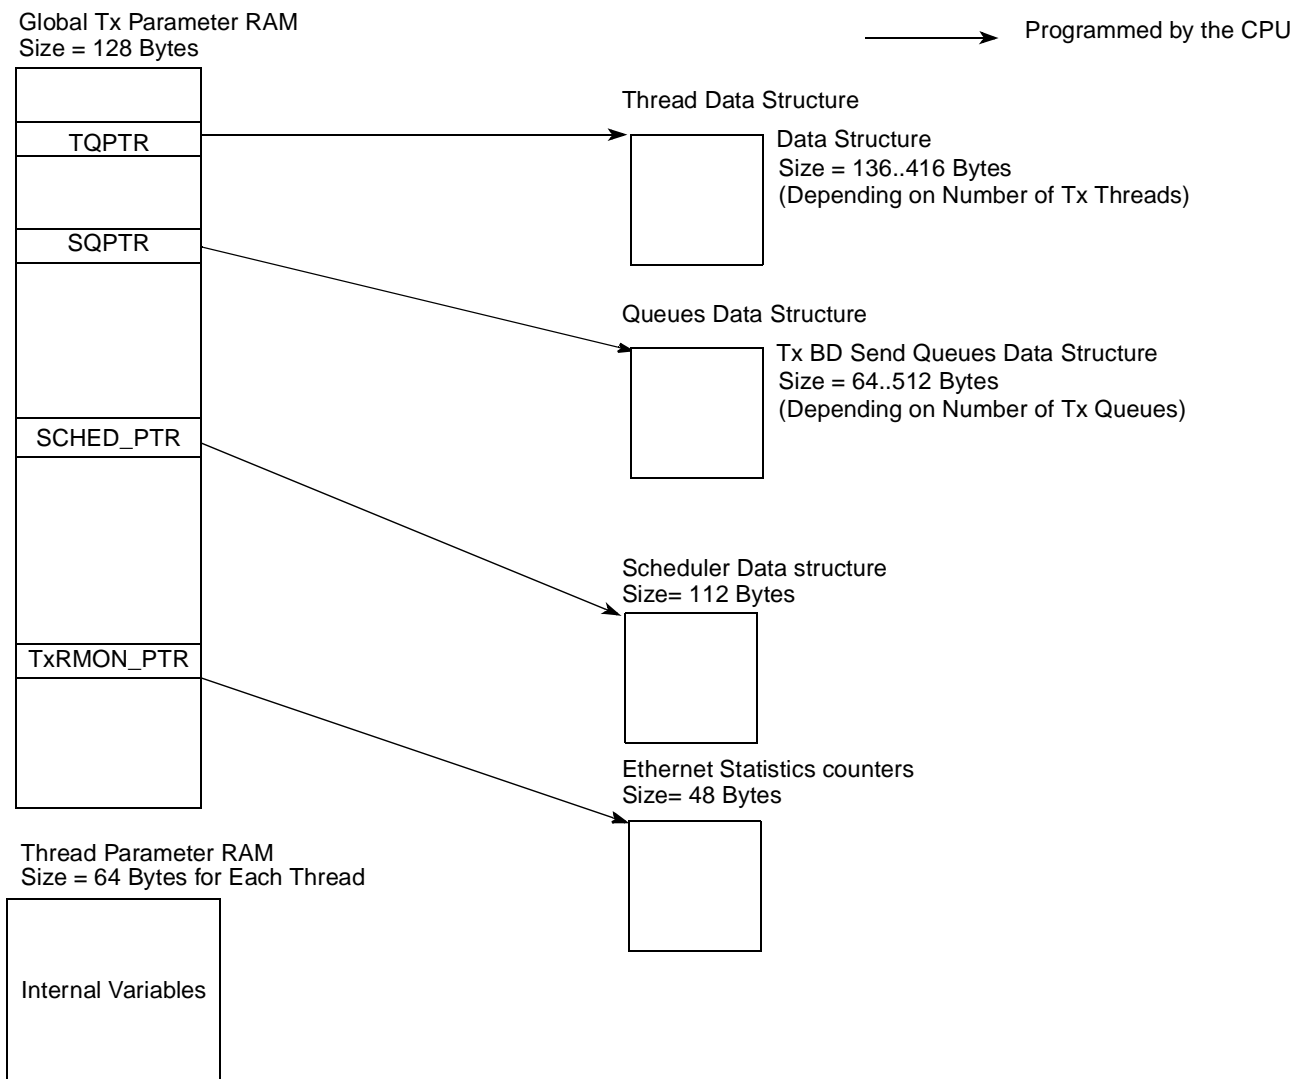 Global Tx Parameter RAM
Size = 128 Bytes
Programmed by the CPU
Thread Data Structure
TQPTR
Data Structure
Size = 136..416 Bytes
(Depending on Number of Tx Threads)
SQPTR
Queues Data Structure
Tx BD Send Queues Data Structure
Size = 64..512 Bytes
(Depending on Number of Tx Queues)
SCHED_PTR
Scheduler Data structure
Size= 112 Bytes
TxRMON_PTR
Ethernet Statistics counters
Size= 48 Bytes
Thread Parameter RAM
Size = 64 Bytes for Each Thread
Internal Variables